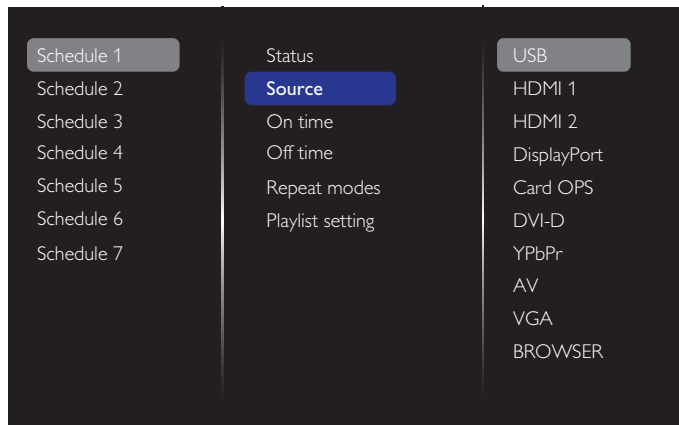 Schedule 1
Schedule 2
Schedule 3
Schedule 4
Schedule 5
Schedule 6
Schedule 7
Status
Source
On time
Off time
Repeat modes
Playlist setting
USB
HDMI 1
HDMI 2
DisplayPort
Card OPS
DVI-D
YPbPr
AV
VGA
BROWSER